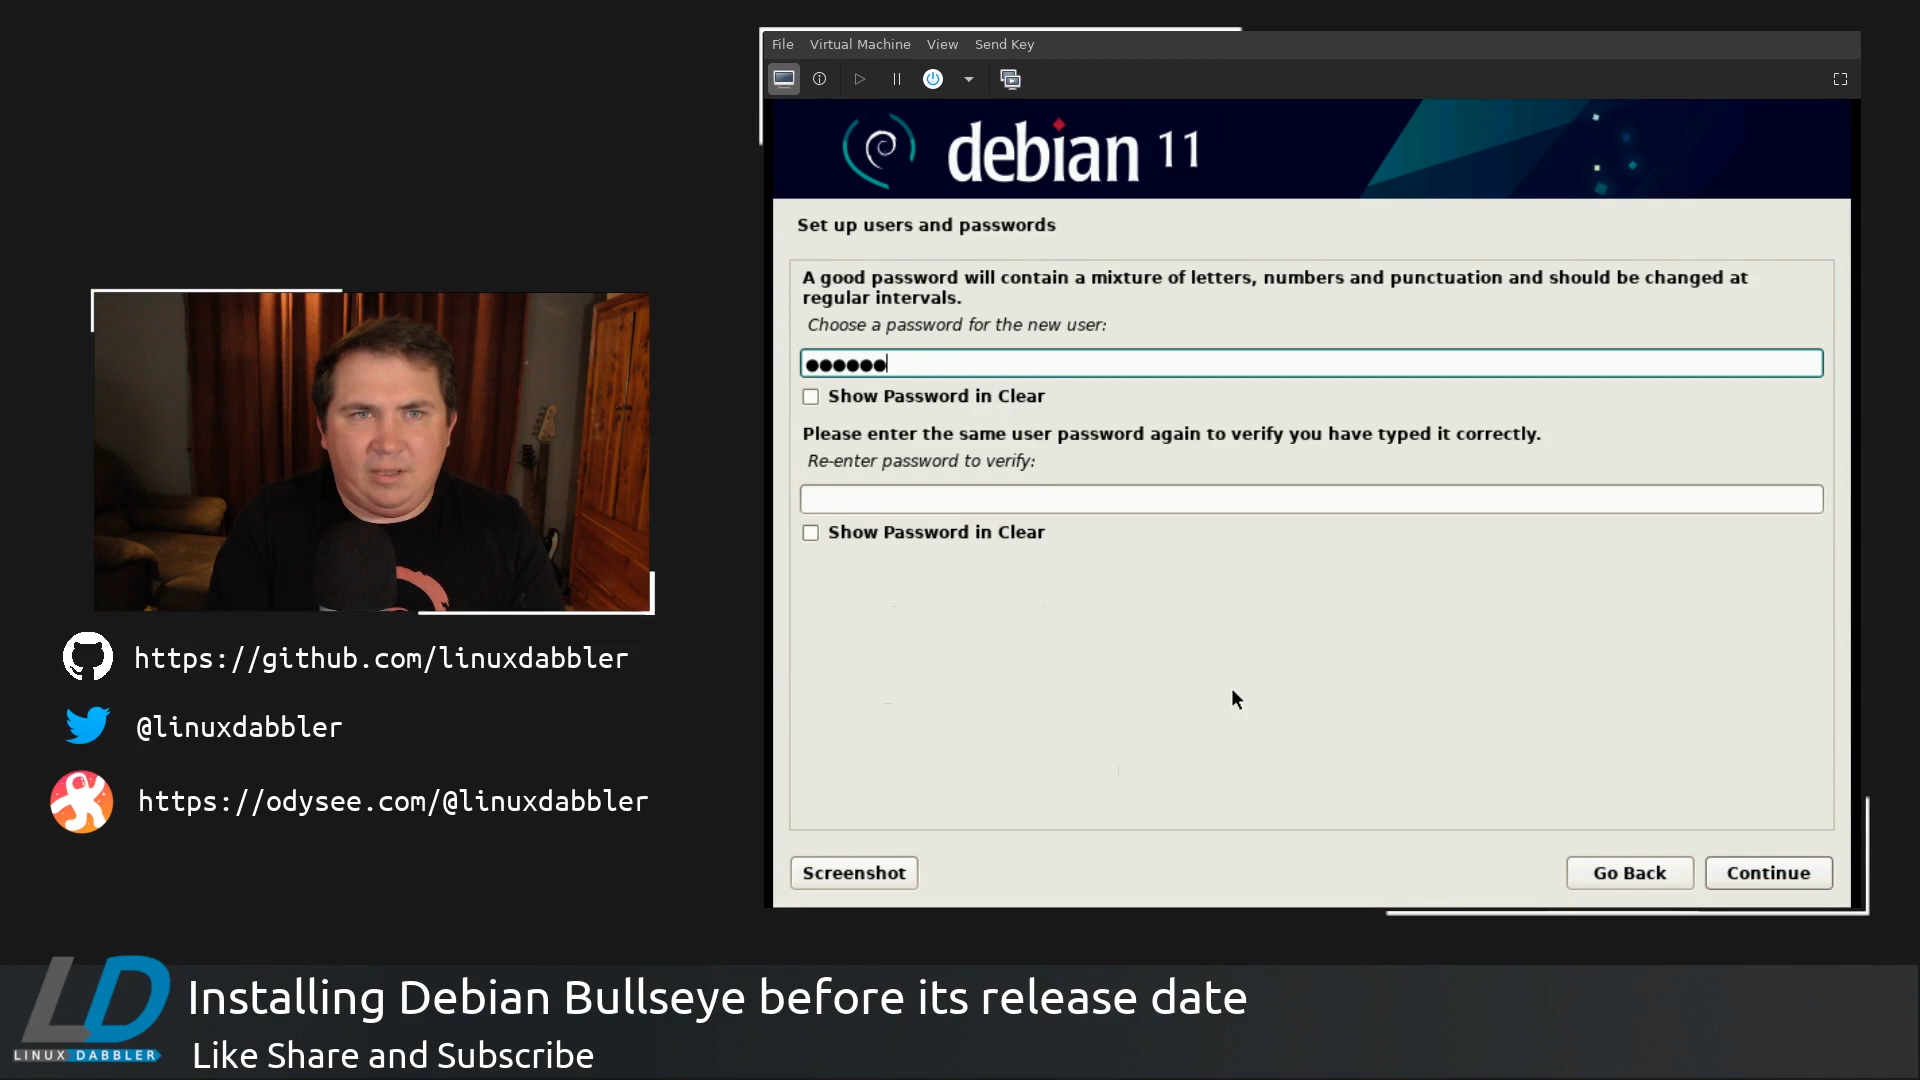 File Virtual Machine View Send Key
debian 11
Set up users and passwords
A good password will contain a mixture of letters, numbers and punctuation and should be changed at
regular intervals.
Choose a password for the new user:
●●●●●●
Show Password in Clear
Please enter the same user password again to verify you have typed it correctly.
Re-enter password to verify:
Show Password in Clear
Screenshot Go Back Continue
https://github.com/linuxdabbler
@linuxdabbler
https://odysee.com/@linuxdabbler
LD
LINUX DABBLER
Installing Debian Bullseye before its release date
Like Share and Subscribe